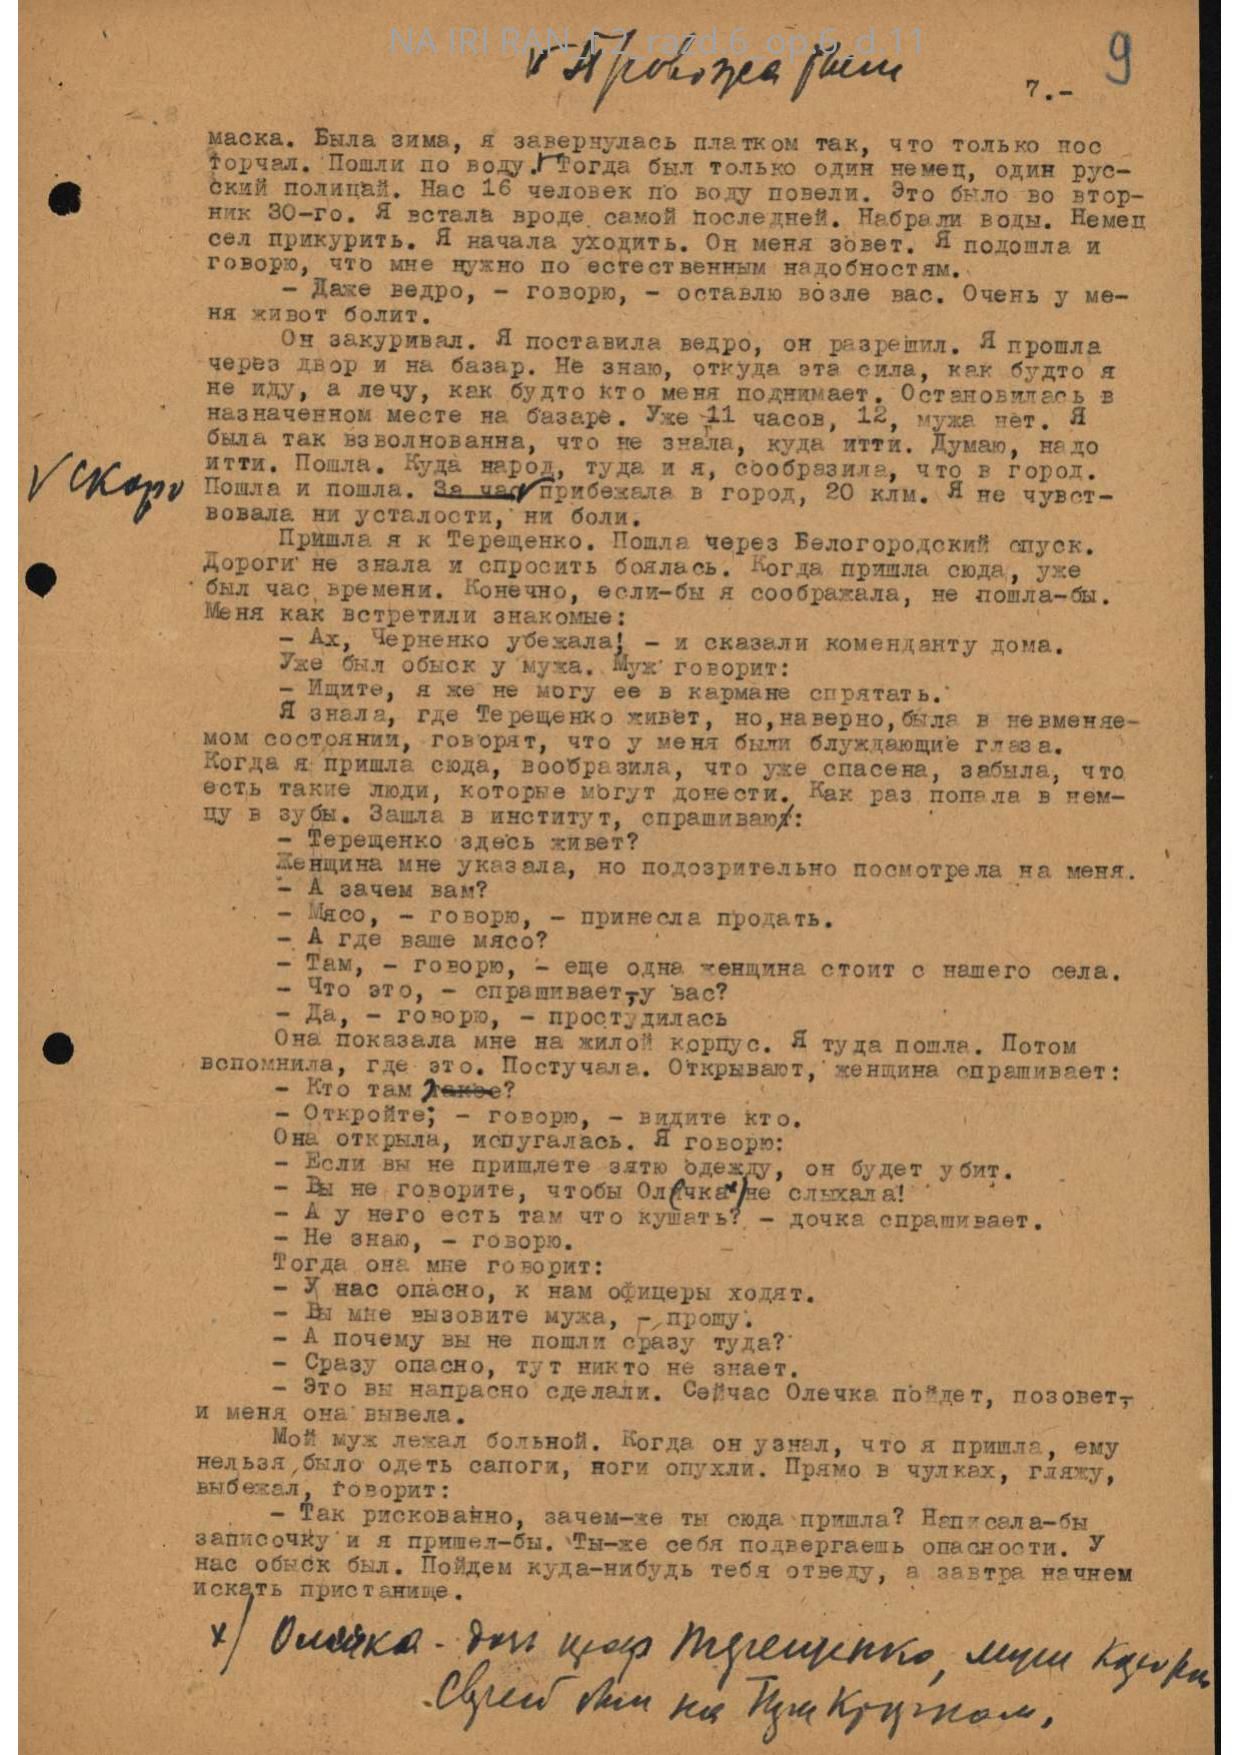 NA IRI RAN_f.2_razd.6_op.5_d.11
9
7.-
маска. Была зима, я завернулась платком так, что только нос
торчал. Пошли по воду. Тогда был только один немец, один рус-
ский полицай. Нас 16 человек по воду повели. Это было во втор-
ник 30-го. Я встала вроде самой последней. Набрали воды. Немец
сел прикурить. Я начала уходить. Он меня зовет. Я подошла и
говорю, что мне нужно по естественным надобностям.
- Даже ведро, - говорю, - оставлю возле вас. Очень у ме-
ня живот болит.
Он закуривал. Я поставила ведро, он разрешил. Я прошла
через двор и на базар. Не знаю, откуда эта сила, как будто я
не иду, а лечу, как будто кто меня поднимает. Остановилась в
назначенном месте на базаре. Уже 11 часов, 12, мужа нет. Я
была так взволнованна, что не знала, куда итти. Думаю, надо
итти. Пошла. Куда народ, туда и я, сообразила, что в город.
V скоро
Пошла и пошла. За час прибежала в город, 20 клм. Я не чувст-
вовала ни усталости, ни боли.
Пришла я к Терещенко. Пошла через Белогородский спуск.
Дороги не знала и спросить боялась. Когда пришла сюда, уже
был час времени. Конечно, если-бы я соображала, не пошла-бы.
Меня как встретили знакомые:
- Ах, Черненко убежала! - и сказали коменданту дома.
Уже был обыск у мужа. Муж говорит:
- Ищите, я же не могу ее в кармане спрятать.
Я знала, где Терещенко живет, но, наверно, была в невменяе-
мом состоянии, говорят, что у меня были блуждающие глаза.
Когда я пришла сюда, вообразила, что уже спасена, забыла, что
есть такие люди, которые могут донести. Как раз попала в нем-
цу в зубы. Зашла в институт, спрашиваю:
- Терещенко здесь живет?
Женщина мне указала, но подозрительно посмотрела на меня.
- А зачем вам?
- Мясо, - говорю, - принесла продать.
- А где ваше мясо?
- Там, - говорю, - еще одна женщина стоит с нашего села.
- Что это, - спрашивает, у вас?
- Да, - говорю, - простудилась
Она показала мне на жилой корпус. Я туда пошла. Потом
вспомнила, где это. Постучала. Открывают, женщина спрашивает:
- Кто там такое?
- Откройте; - говорю, - видите кто.
Она открыла, испугалась. Я говорю:
- Если вы не пришлете зятю одежду, он будет убит.
- Вы не говорите, чтобы Олечка х) не слыхала!
- А у него есть там что кушать? - дочка спрашивает.
- Не знаю, - говорю.
Тогда она мне говорит:
- У нас опасно, к нам офицеры ходят.
- Вы мне вызовите мужа, - прошу.
- А почему вы не пошли сразу туда?
- Сразу опасно, тут никто не знает.
- Это вы напрасно сделали. Сейчас Олечка пойдет, позовет,-
и меня она вывела.
Мой муж лежал больной. Когда он узнал, что я пришла, ему
нельзя было одеть сапоги, ноги опухли. Прямо в чулках, гляжу,
выбежал, говорит:
- Так рискованно, зачем-же ты сюда пришла? Написала-бы
записочку и я пришел-бы. Ты-же себя подвергаешь опасности. У
нас обыск был. Пойдем куда-нибудь тебя отведу, а завтра начнем
искать пристанище.
х) Олечка - дочь проф Терещенко, муж